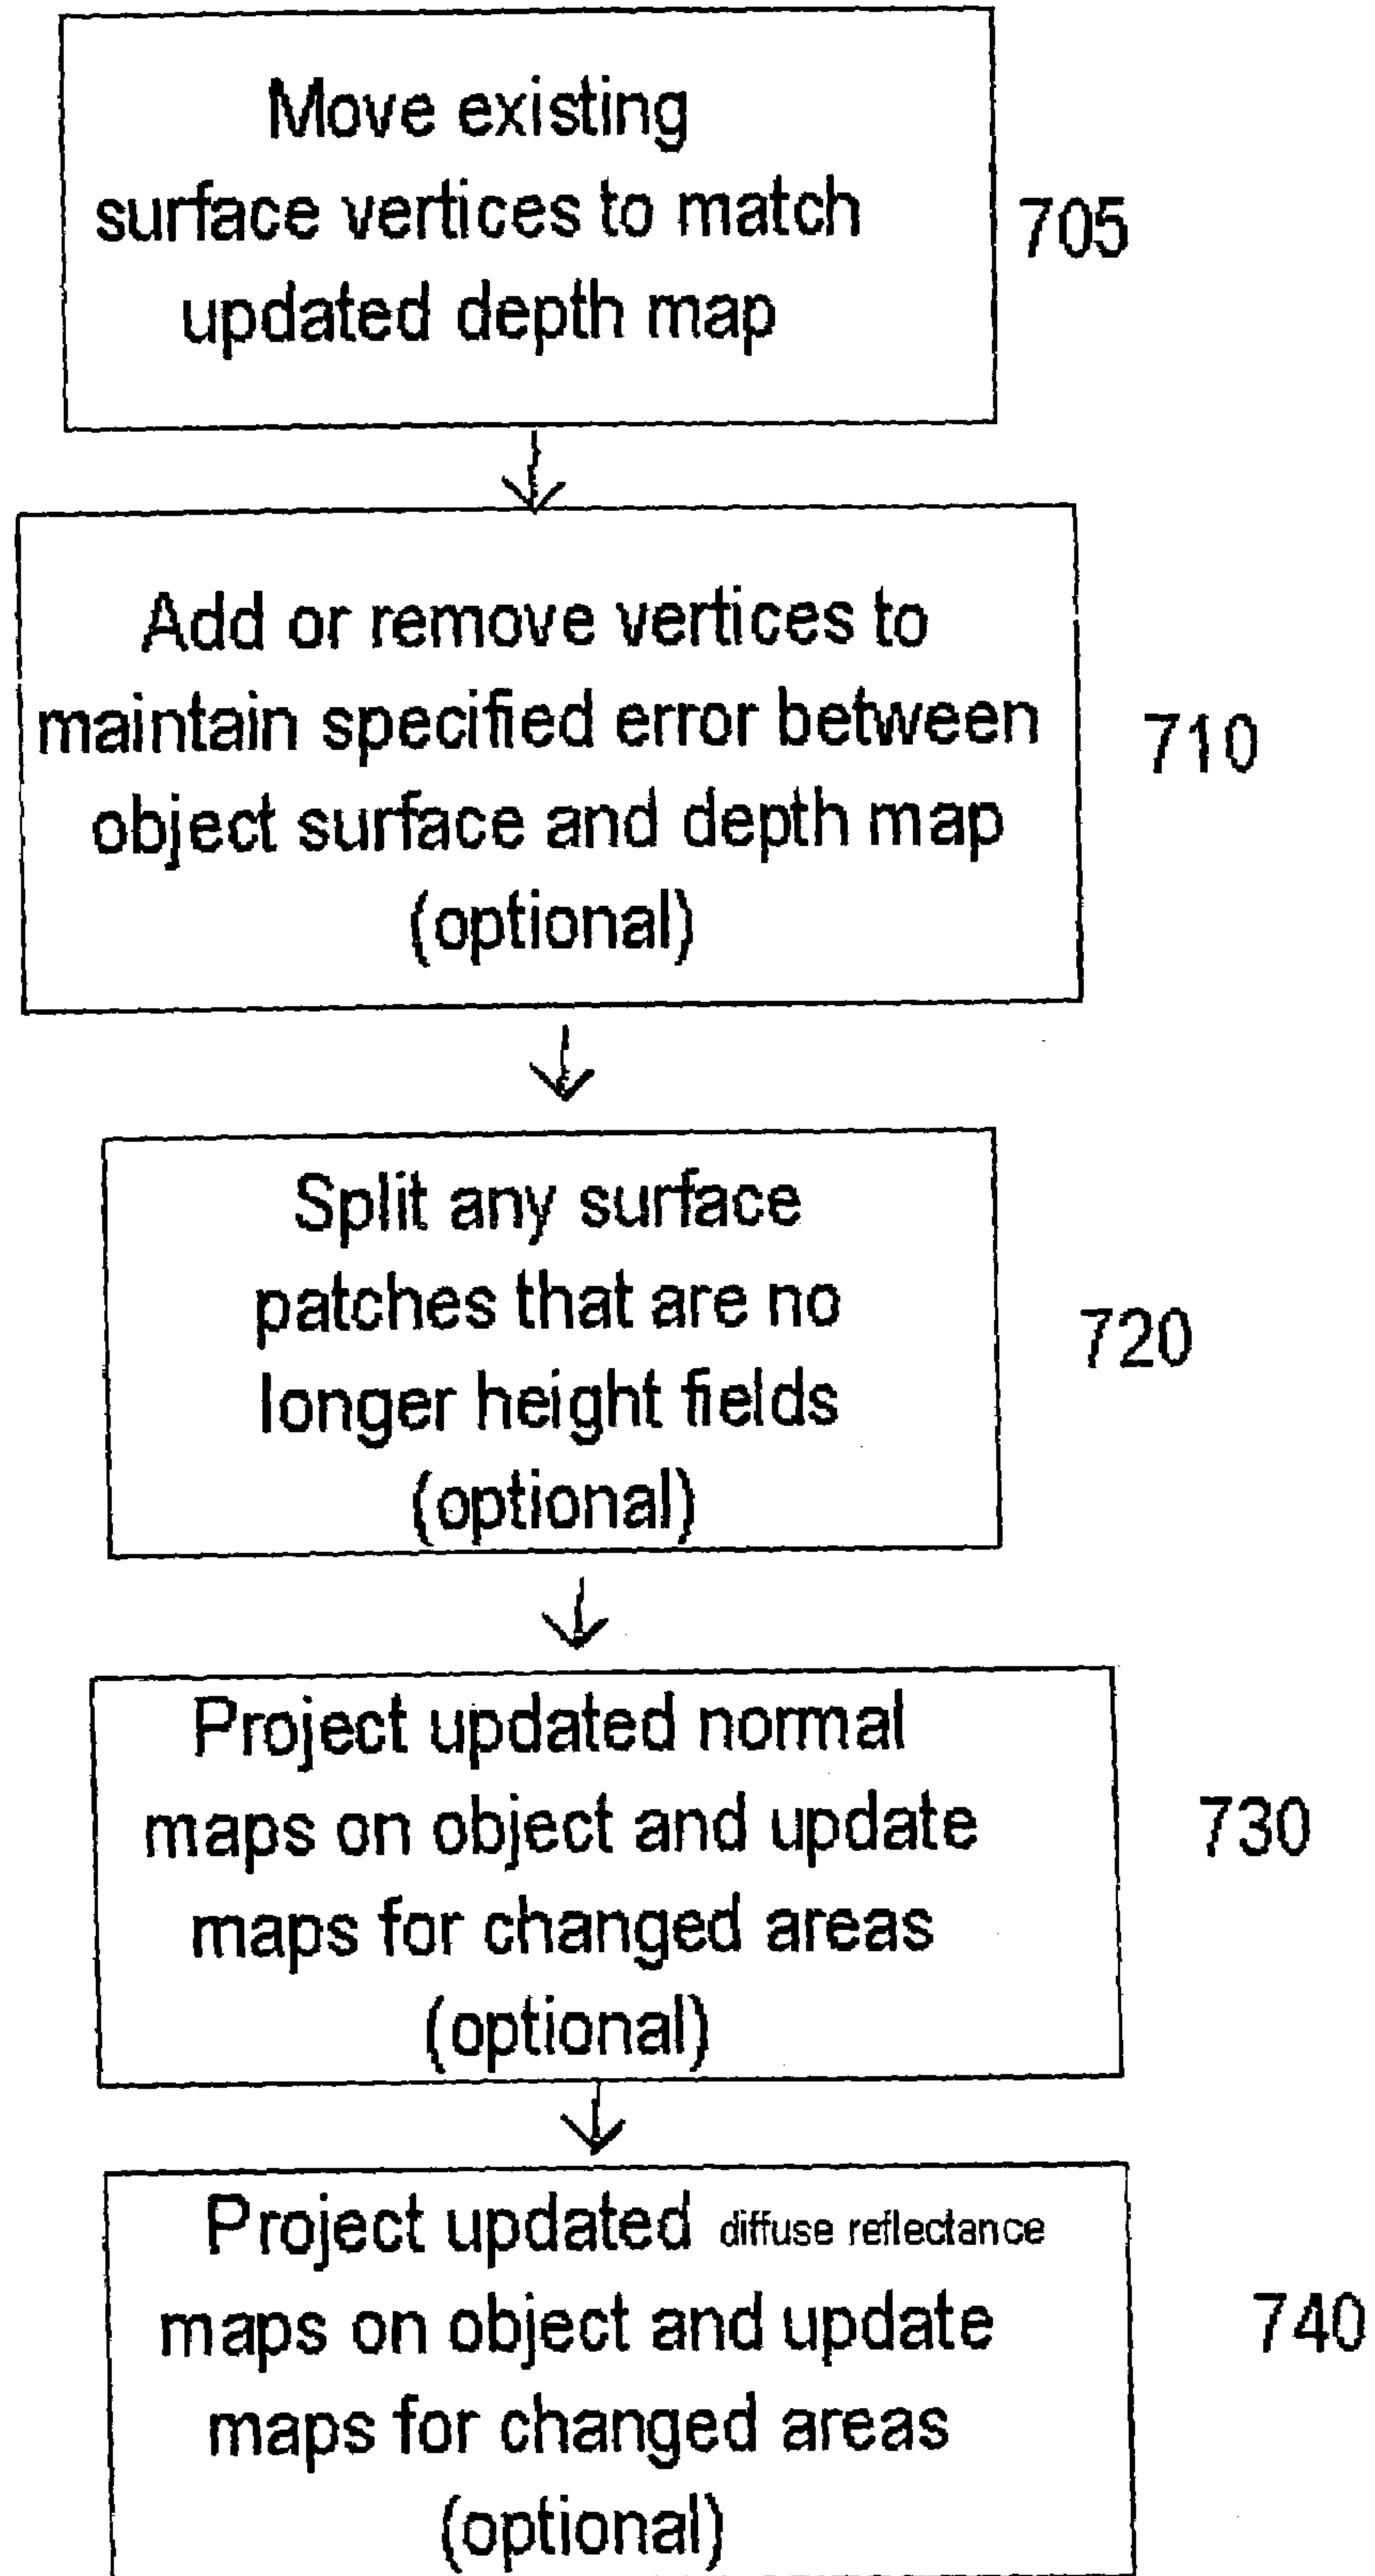 Move existing
surface vertices to match
updated depth map
705
Add or remove vertices to
maintain specified error between
object surface and depth map
(optional)
710
Split any surface
patches that are no
longer height fields
(optional)
720
Project updated normal
maps on object and update
maps for changed areas
(optional)
730
Project updated diffuse reflectance
maps on object and update
maps for changed areas
(optional)
740